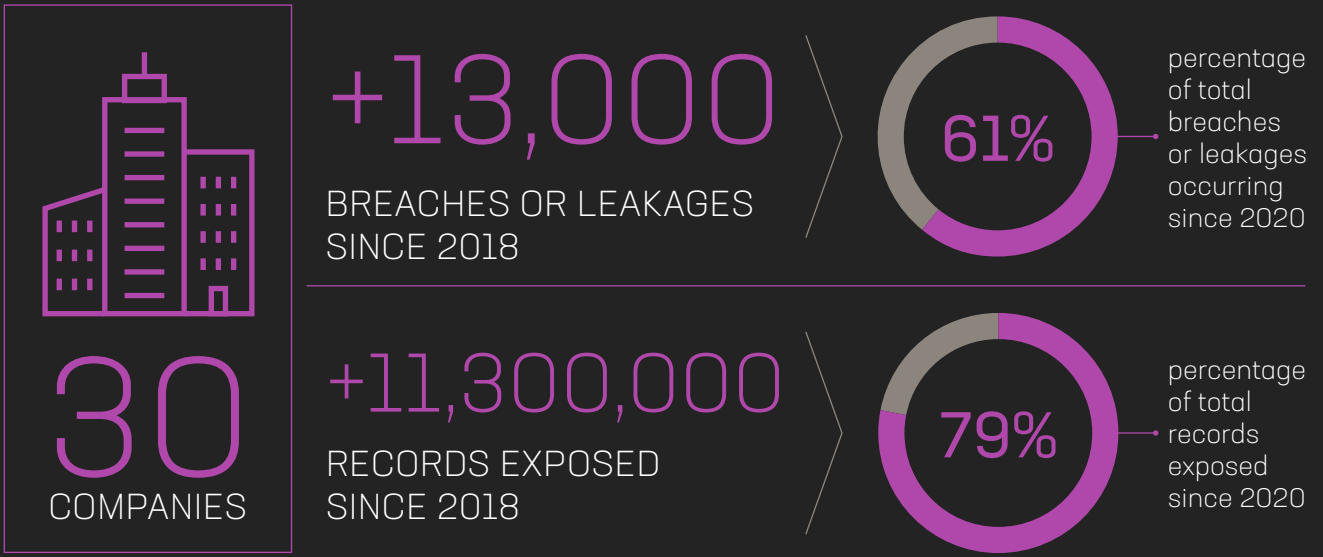 30
COMPANIES
+13,000
BREACHES OR LEAKAGES
SINCE 2018
61%
percentage
of total
breaches
or leakages
occurring
since 2020
+11,300,000
RECORDS EXPOSED
SINCE 2018
79%
percentage
of total
records
exposed
since 2020